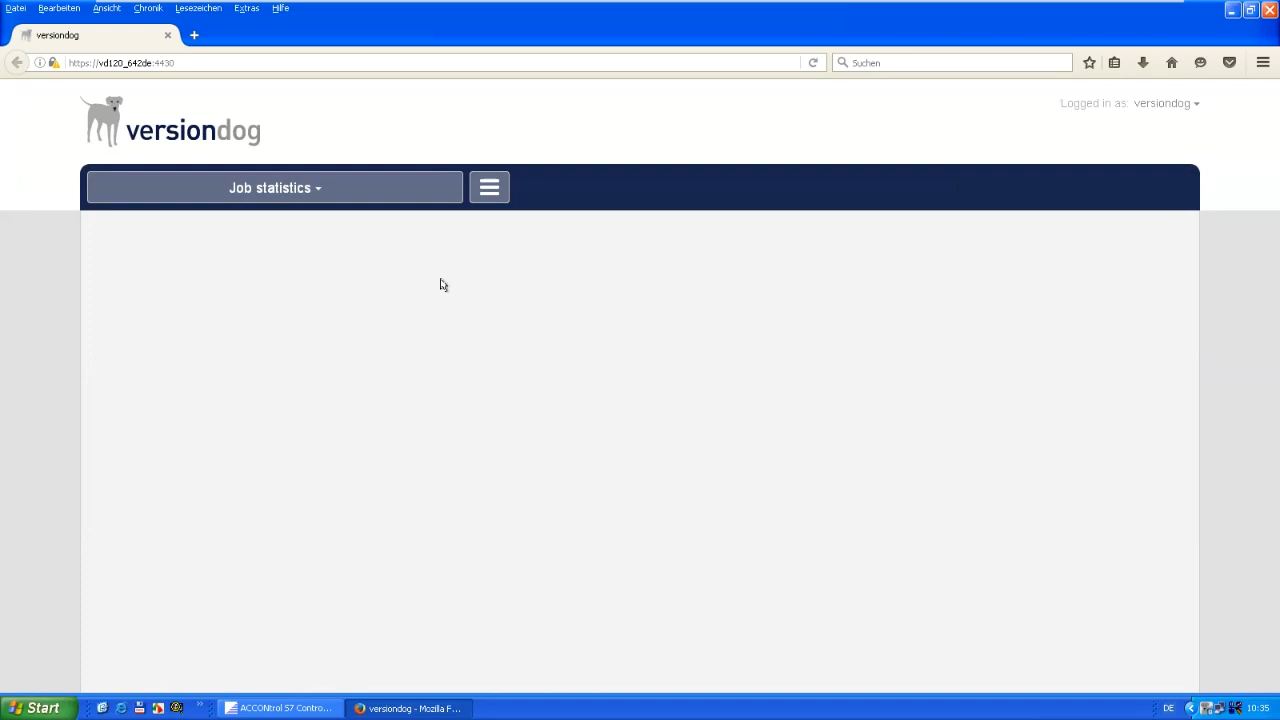 Datei Bearbeiten Ansicht Chronik Lesezeichen Extras Hilfe
versiondog
https://vd120_642de:4430
Suchen
versiondog
Logged in as: versiondog
Job statistics
Start
ACCONtrol S7 Contro...
versiondog - Mozilla F...
DE
10:35